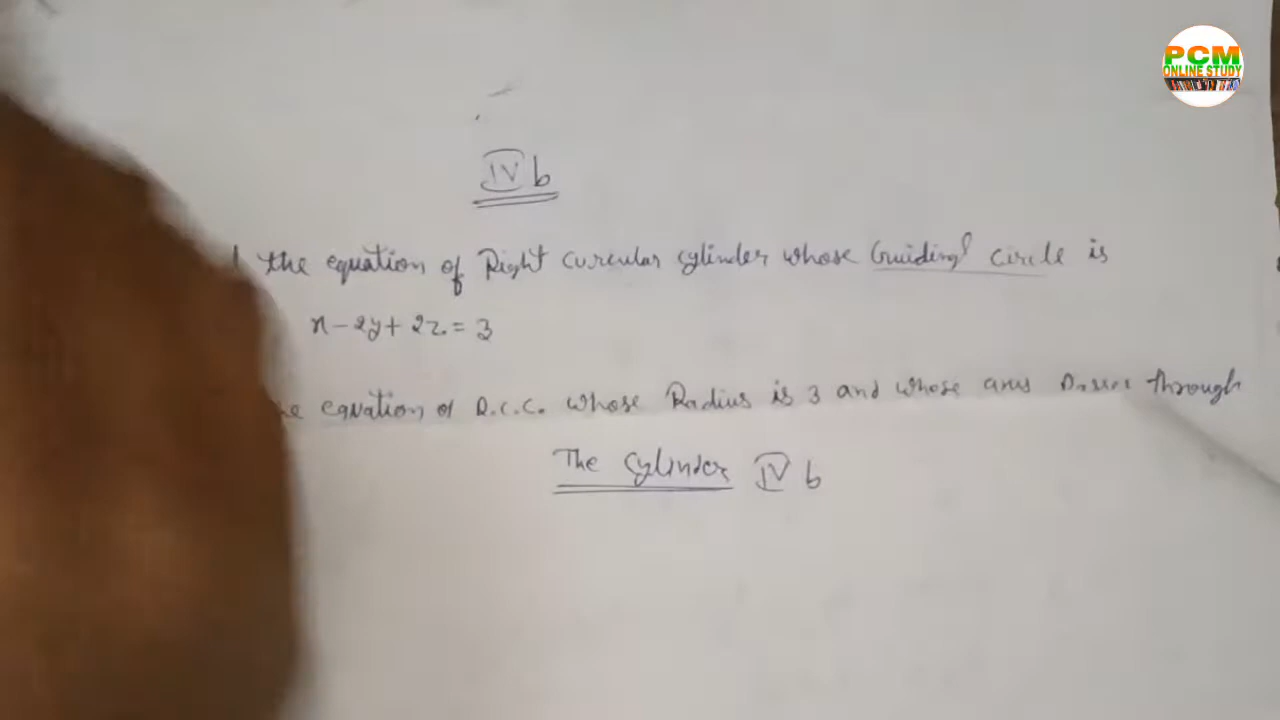 PCM
ONLINE STUDY
IV b
the equation of Right curcular cylinder whose Guiding circle is
x - 2y + 2z = 3
equation of R.C.C. whose Radius is 3 and whose axis Passes through
The Cylinder IV b